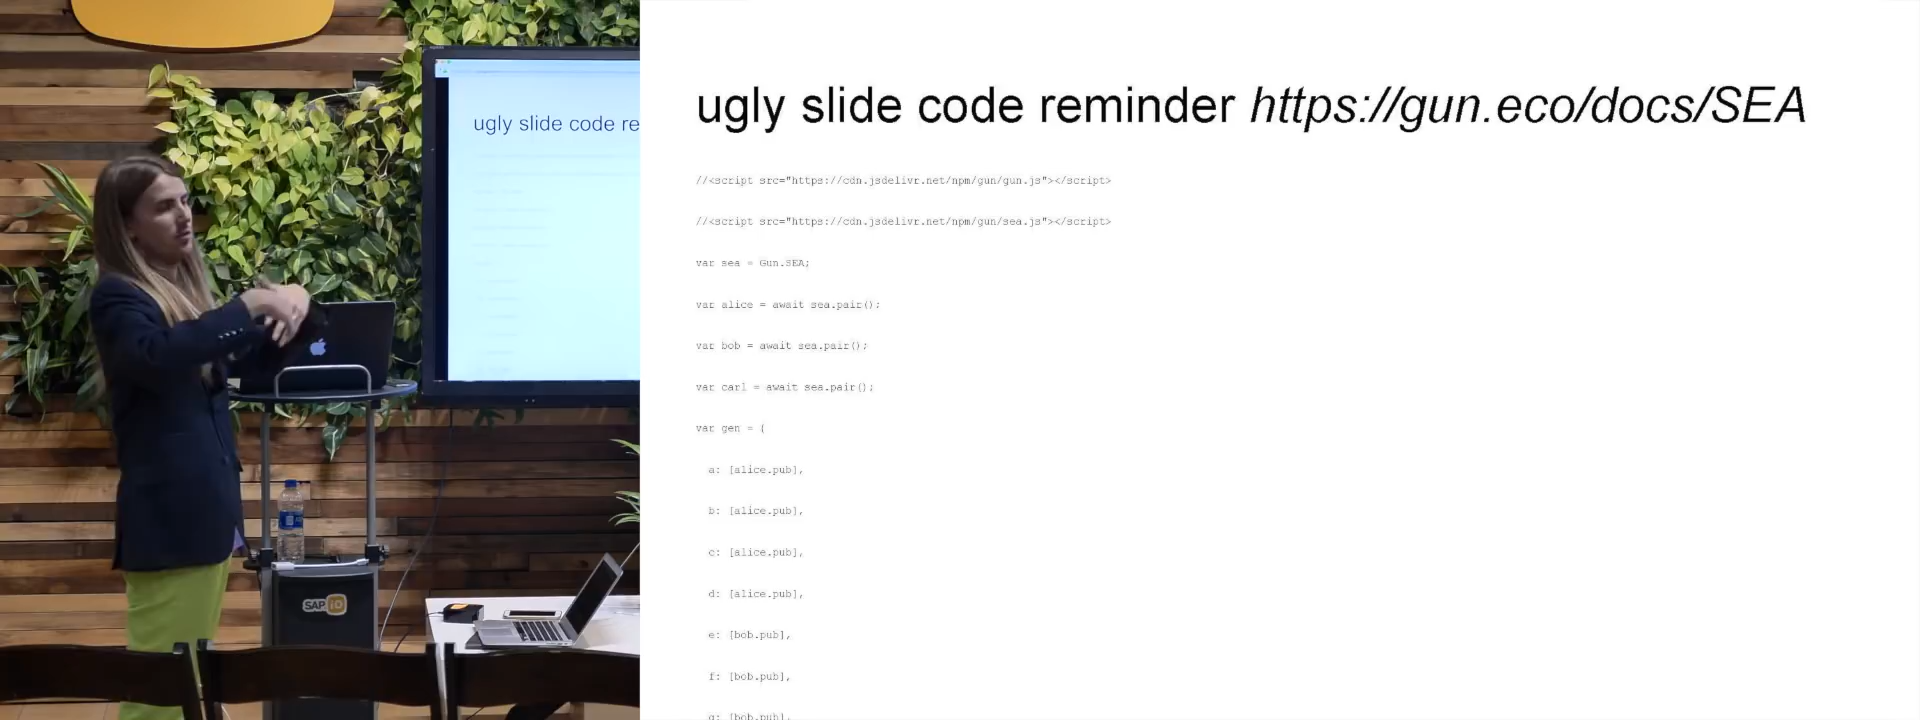 ugly slide code re
SAP iO
ugly slide code reminder https://gun.eco/docs/SEA
//<script src="https://cdn.jsdelivr.net/npm/gun/gun.js"></script>
//<script src="https://cdn.jsdelivr.net/npm/gun/sea.js"></script>
var sea = Gun.SEA;
var alice = await sea.pair();
var bob = await sea.pair();
var carl = await sea.pair();
var gen = {
a: [alice.pub],
b: [alice.pub],
c: [alice.pub],
d: [alice.pub],
e: [bob.pub],
f: [bob.pub],
g: [bob.pub],